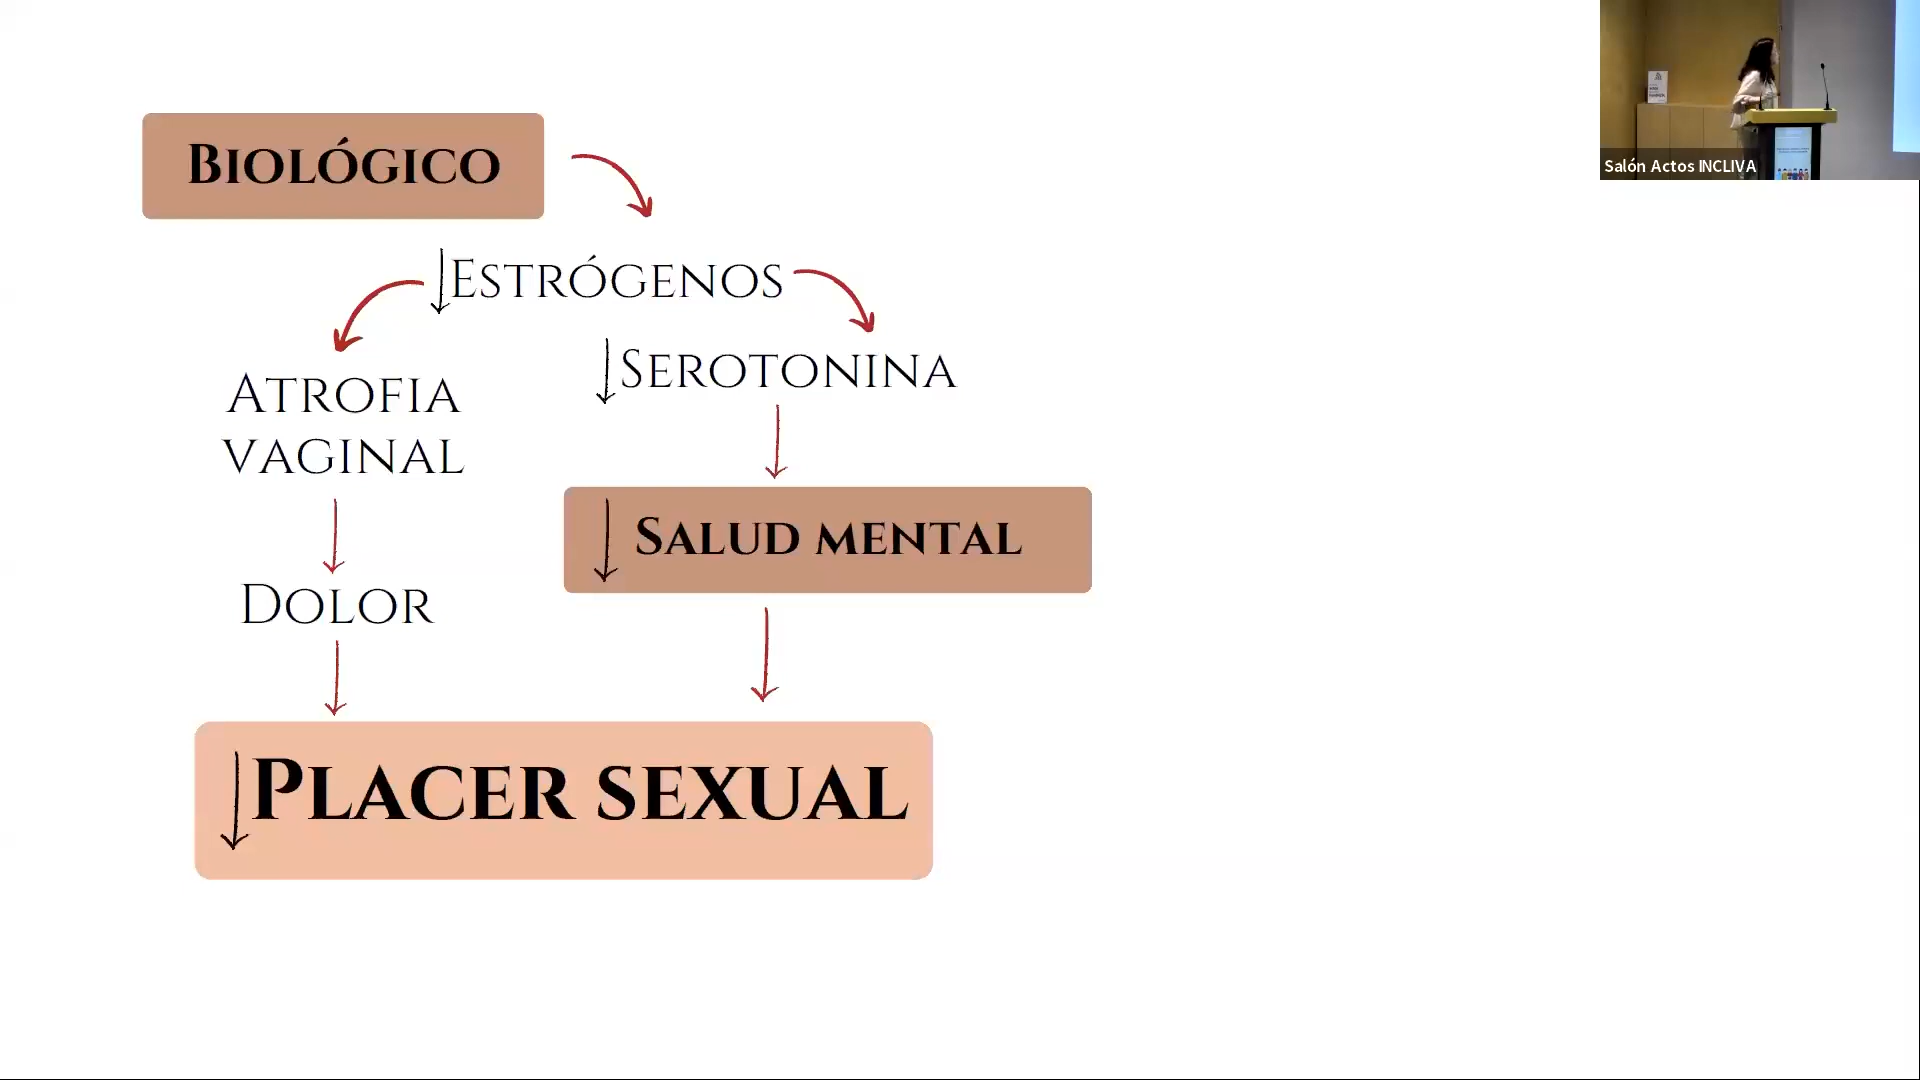 Biológico
↓Estrógenos
↓Serotonina
Atrofia
vaginal
↓ Salud mental
Dolor
↓Placer sexual
Salón Actos INCLIVA